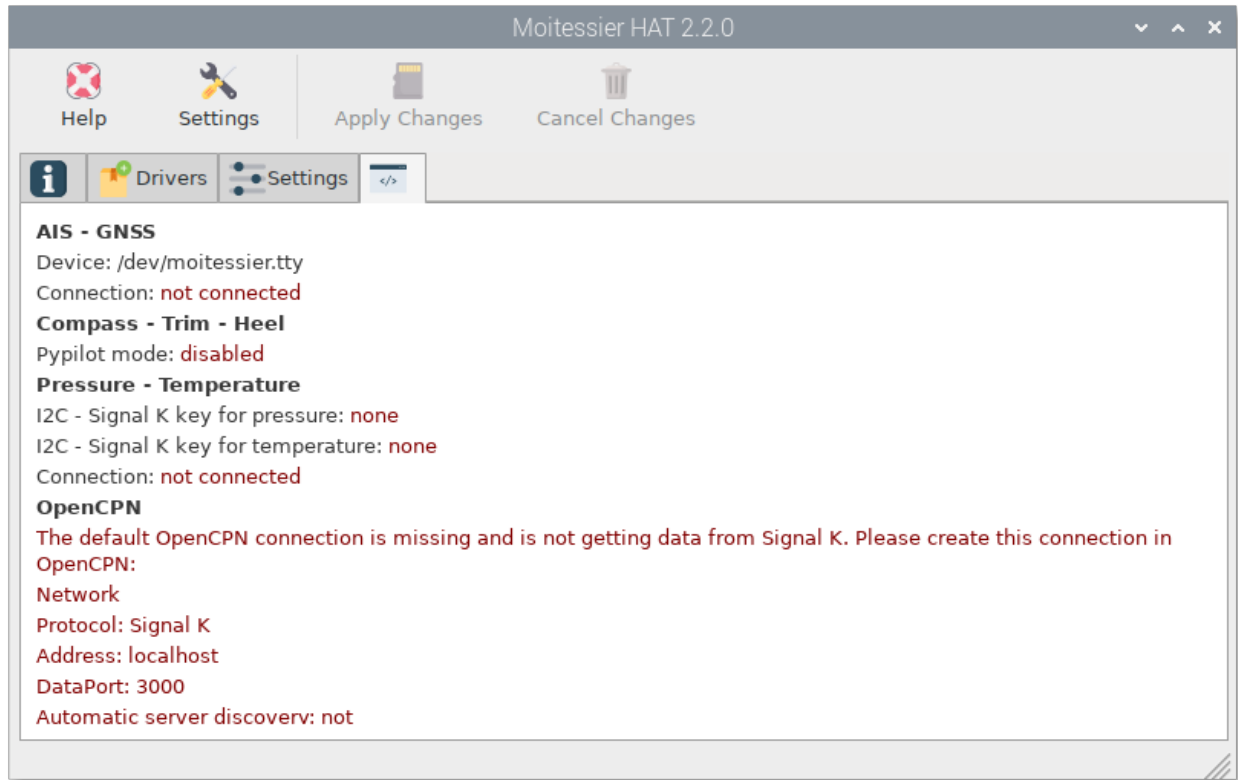 Moitessier HAT 2.2.0
Help
Settings
Apply Changes
Cancel Changes
i
Drivers
Settings
</>
AIS - GNSS
Device: /dev/moitessier.tty
Connection: not connected
Compass - Trim - Heel
Pypilot mode: disabled
Pressure - Temperature
I2C - Signal K key for pressure: none
I2C - Signal K key for temperature: none
Connection: not connected
OpenCPN
The default OpenCPN connection is missing and is not getting data from Signal K. Please create this connection in
OpenCPN:
Network
Protocol: Signal K
Address: localhost
DataPort: 3000
Automatic server discovery: not